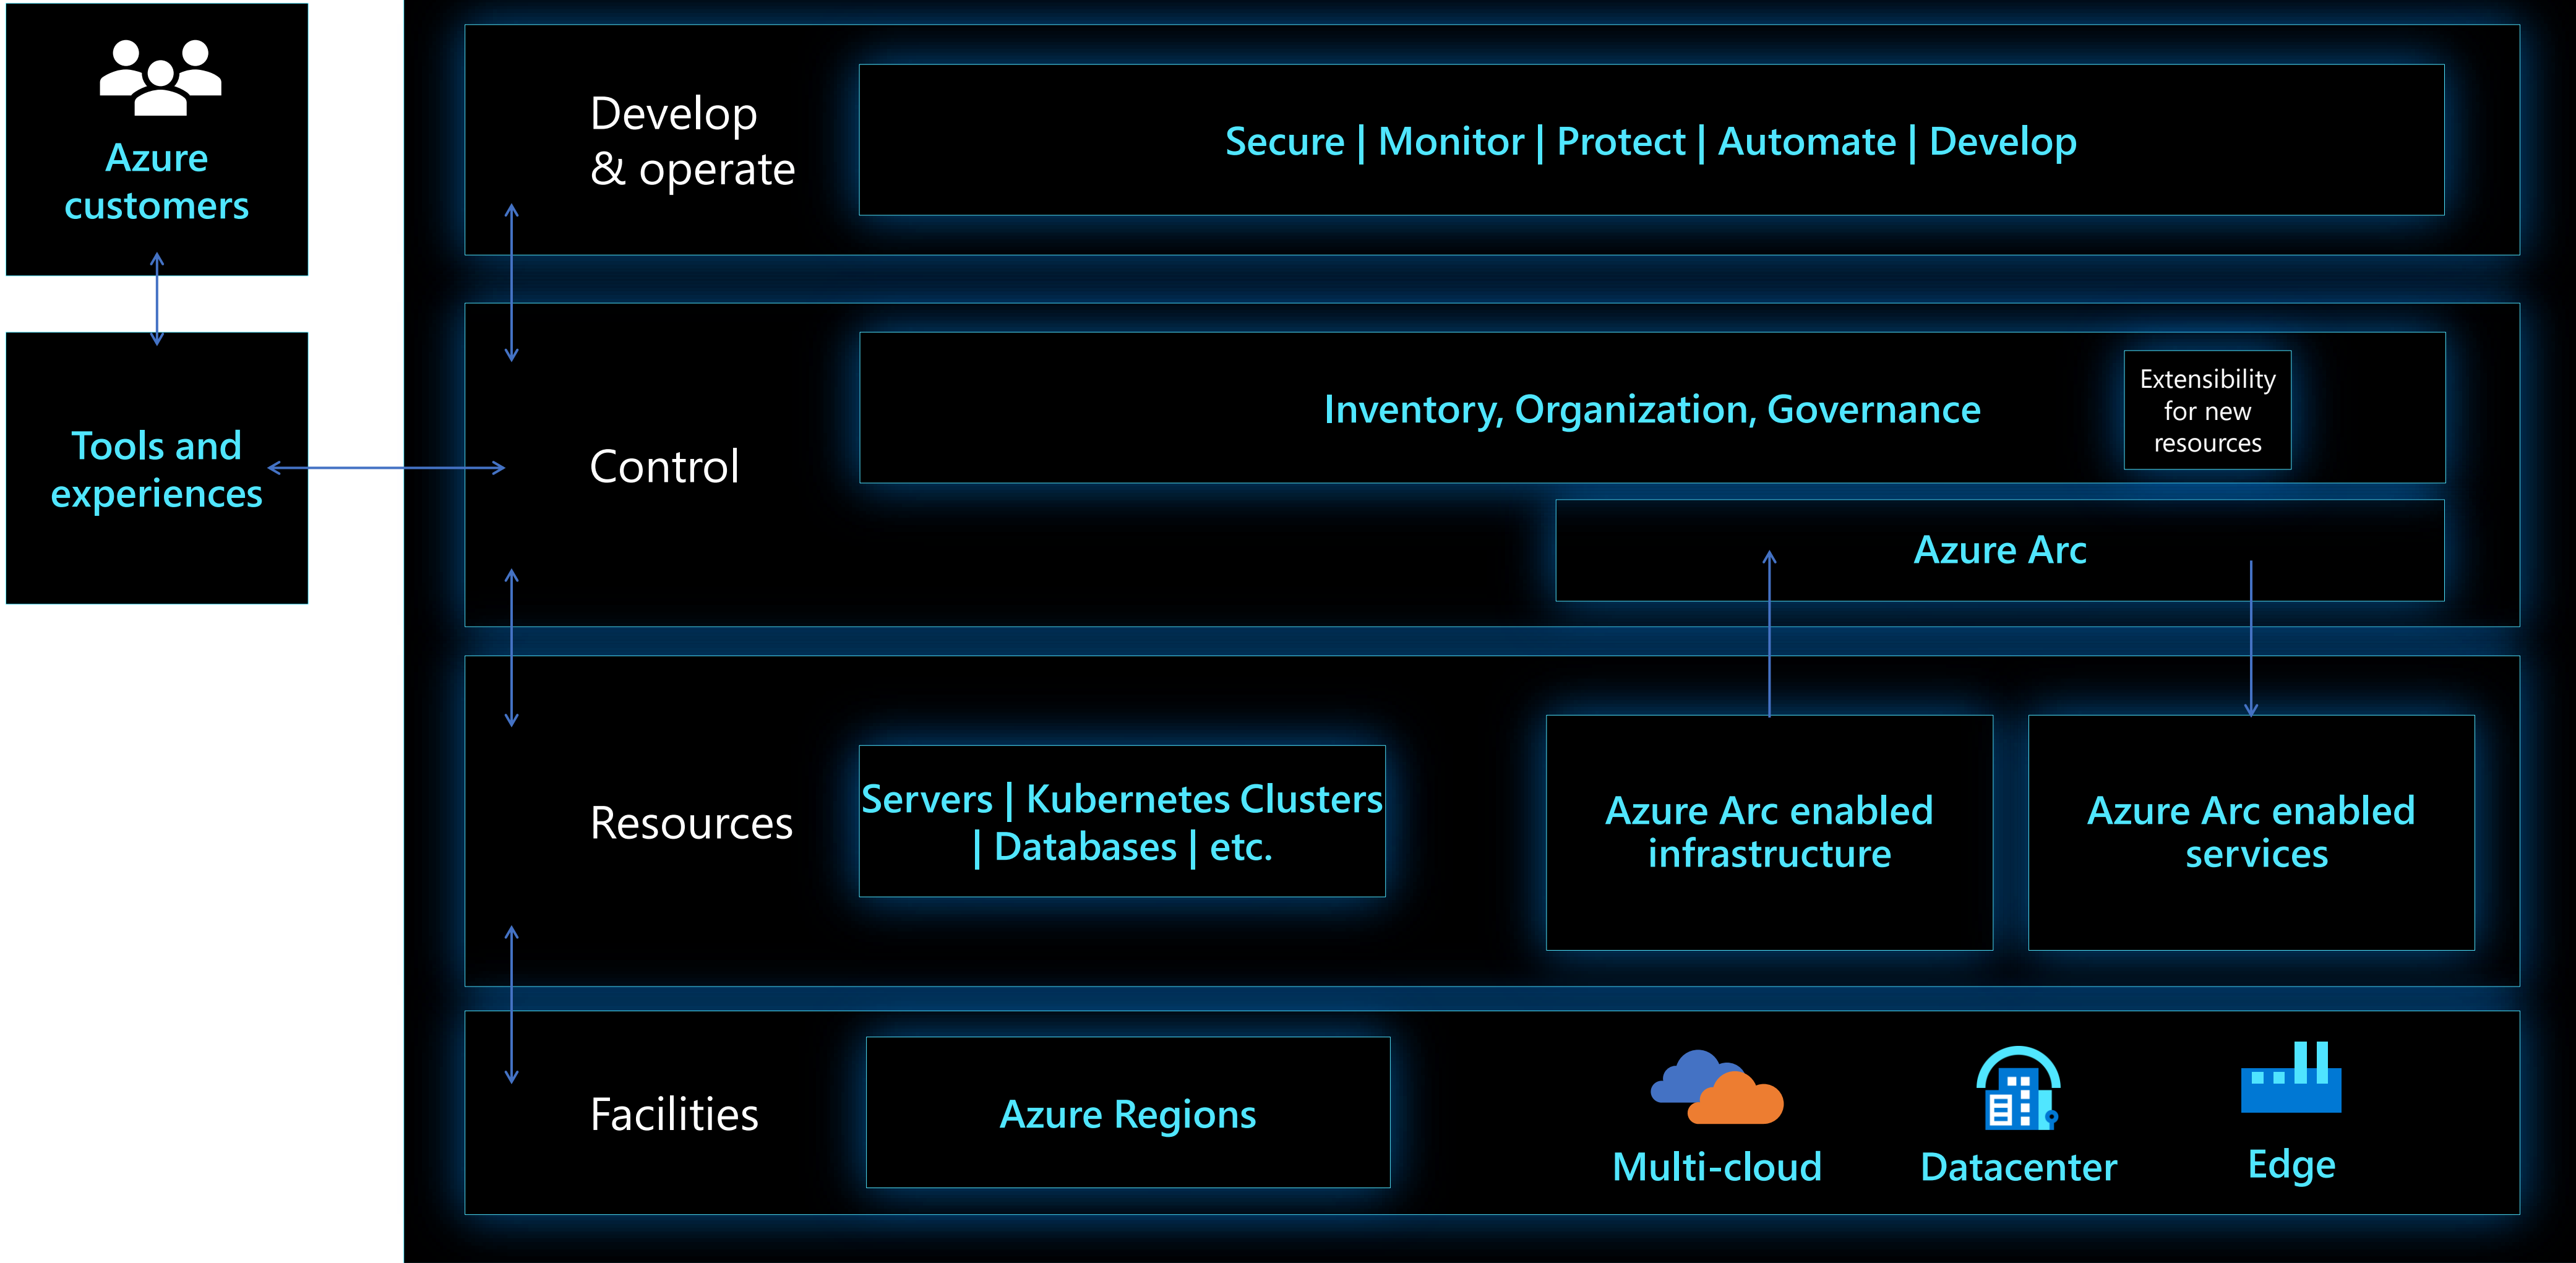 Azure
customers
Tools and
experiences
Develop
& operate
Secure | Monitor | Protect | Automate | Develop
Control
Inventory, Organization, Governance
Extensibility
for new
resources
Azure Arc
Resources
Servers | Kubernetes Clusters
| Databases | etc.
Azure Arc enabled
infrastructure
Azure Arc enabled
services
Facilities
Azure Regions
Multi-cloud
Datacenter
Edge